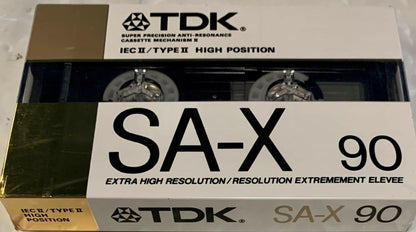 TDK
SUPER PRECISION ANTI-RESONANCE
CASSETTE MECHANISM II
IEC II/TYPE II HIGH POSITION
SA-X 90
EXTRA HIGH RESOLUTION/RESOLUTION EXTREMEMENT ELEVEE
IEC II/TYPE II
HIGH
POSITION
TDK SA-X 90